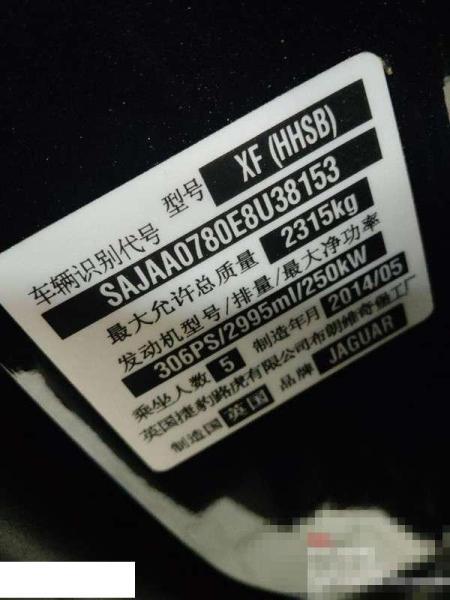 型号 XF (HHSB)
车辆识别代号
SAJAA0780E8U38153
最大允许总质量 2315kg
发动机型号/排量/最大净功率
306PS/2995ml/250kW
乘坐人数 5 制造年月 2014/05
英国捷豹路虎有限公司布朗维奇堡工厂
制造国 英国 品牌 JAGUAR